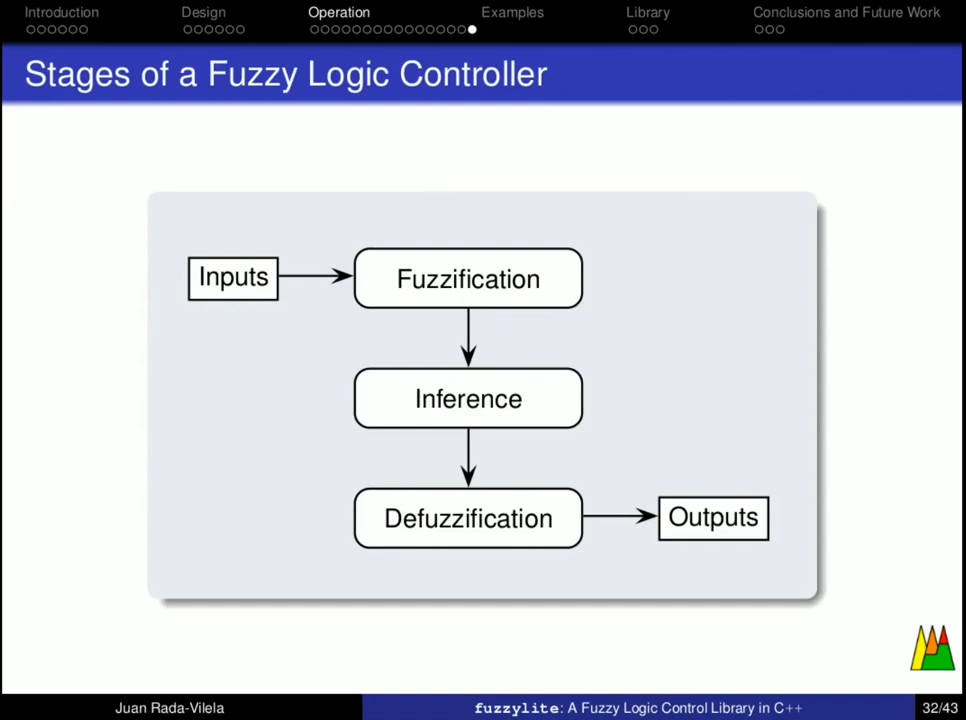 Introduction Design Operation Examples Library Conclusions and Future Work
Stages of a Fuzzy Logic Controller
Inputs Fuzzification
Inference
Defuzzification Outputs
Juan Rada-Vilela fuzzylite: A Fuzzy Logic Control Library in C++ 32/43